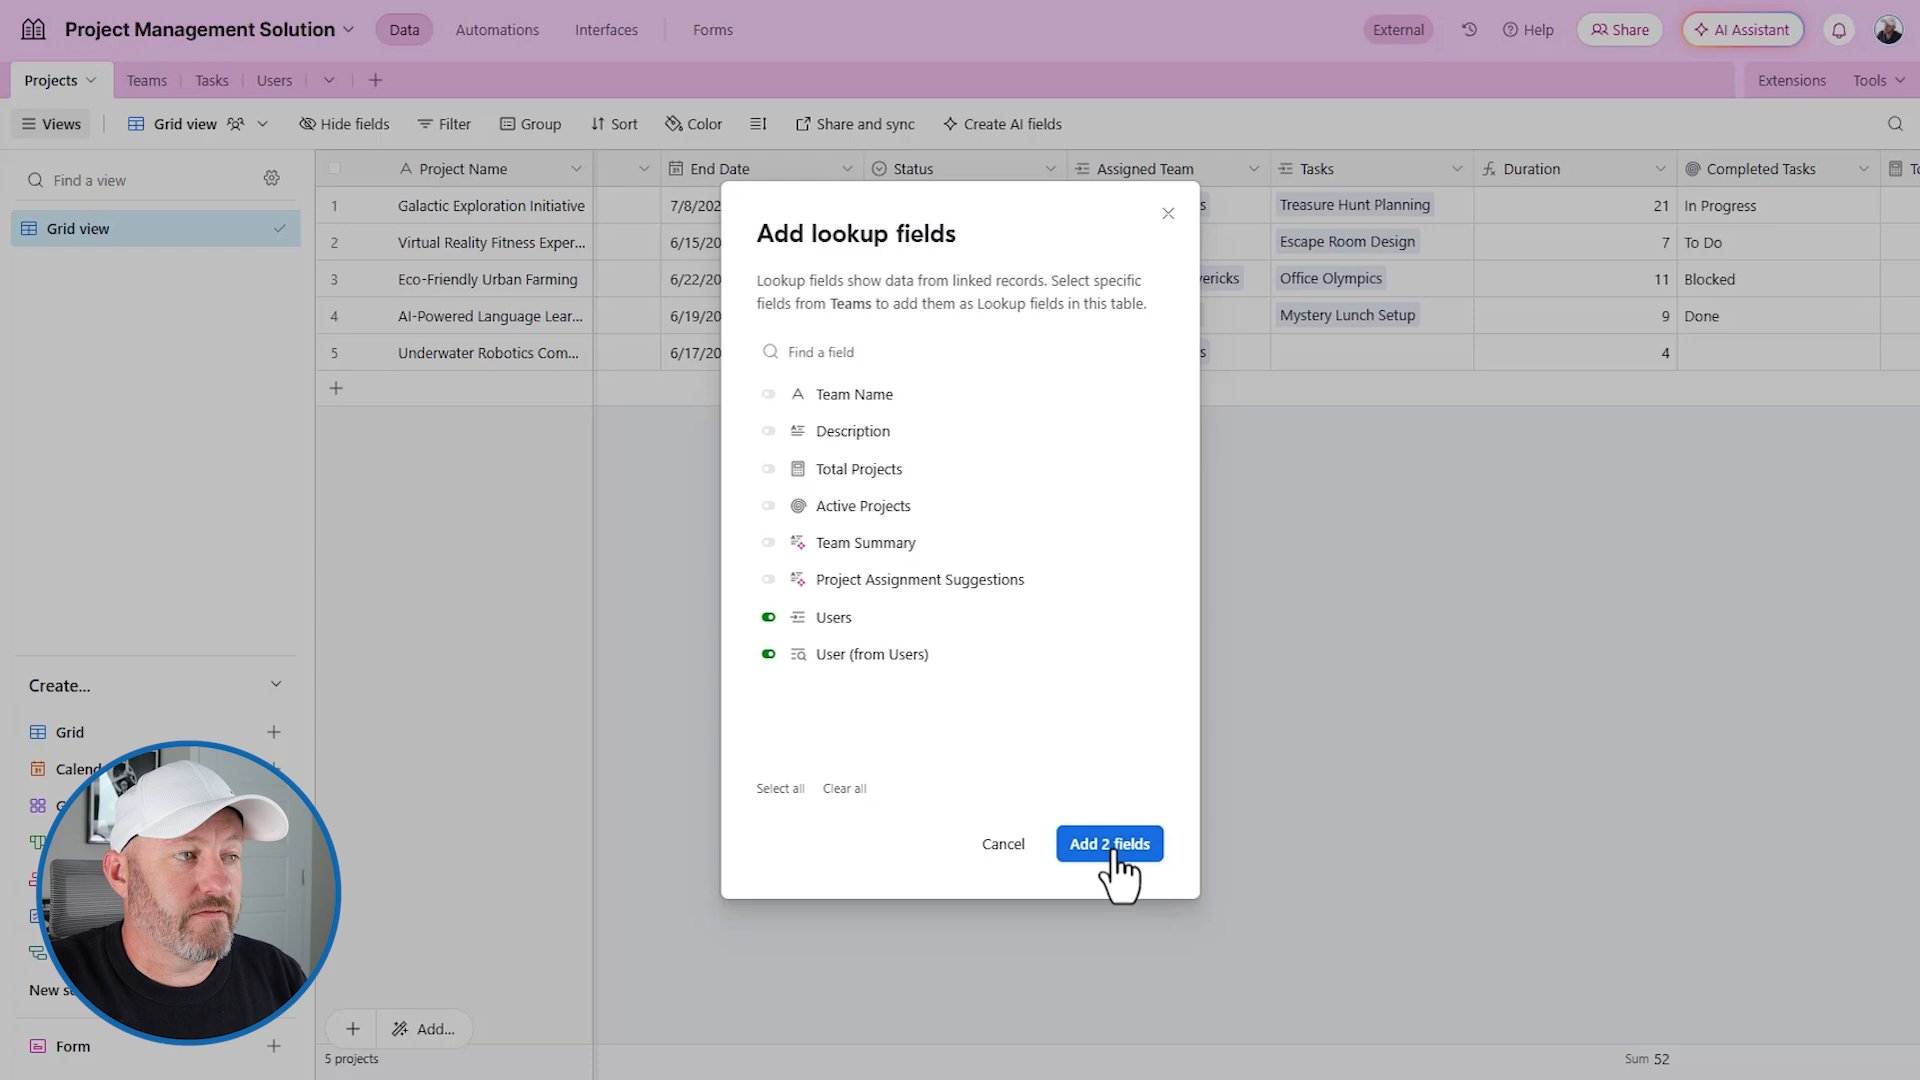 Project Management Solution
Data
Automations
Interfaces
Forms
External
Help
Share
AI Assistant
Projects
Teams
Tasks
Users
Extensions
Tools
Views
Grid view
Hide fields
Filter
Group
Sort
Color
Share and sync
Create AI fields
Find a view
Grid view
Project Name
End Date
Status
Assigned Team
Tasks
Duration
Completed Tasks
1 Galactic Exploration Initiative 7/8/202 s Treasure Hunt Planning 21 In Progress
2 Virtual Reality Fitness Exper... 6/15/20 Escape Room Design 7 To Do
3 Eco-Friendly Urban Farming 6/22/20 ericks Office Olympics 11 Blocked
4 AI-Powered Language Lear... 6/19/20 Mystery Lunch Setup 9 Done
5 Underwater Robotics Com... 6/17/20 s 4
Add lookup fields
Lookup fields show data from linked records. Select specific
fields from Teams to add them as Lookup fields in this table.
Find a field
Team Name
Description
Total Projects
Active Projects
Team Summary
Project Assignment Suggestions
Users
User (from Users)
Select all
Clear all
Cancel
Add 2 fields
Create...
Grid
Calend
New s
Form
Add...
5 projects
Sum 52